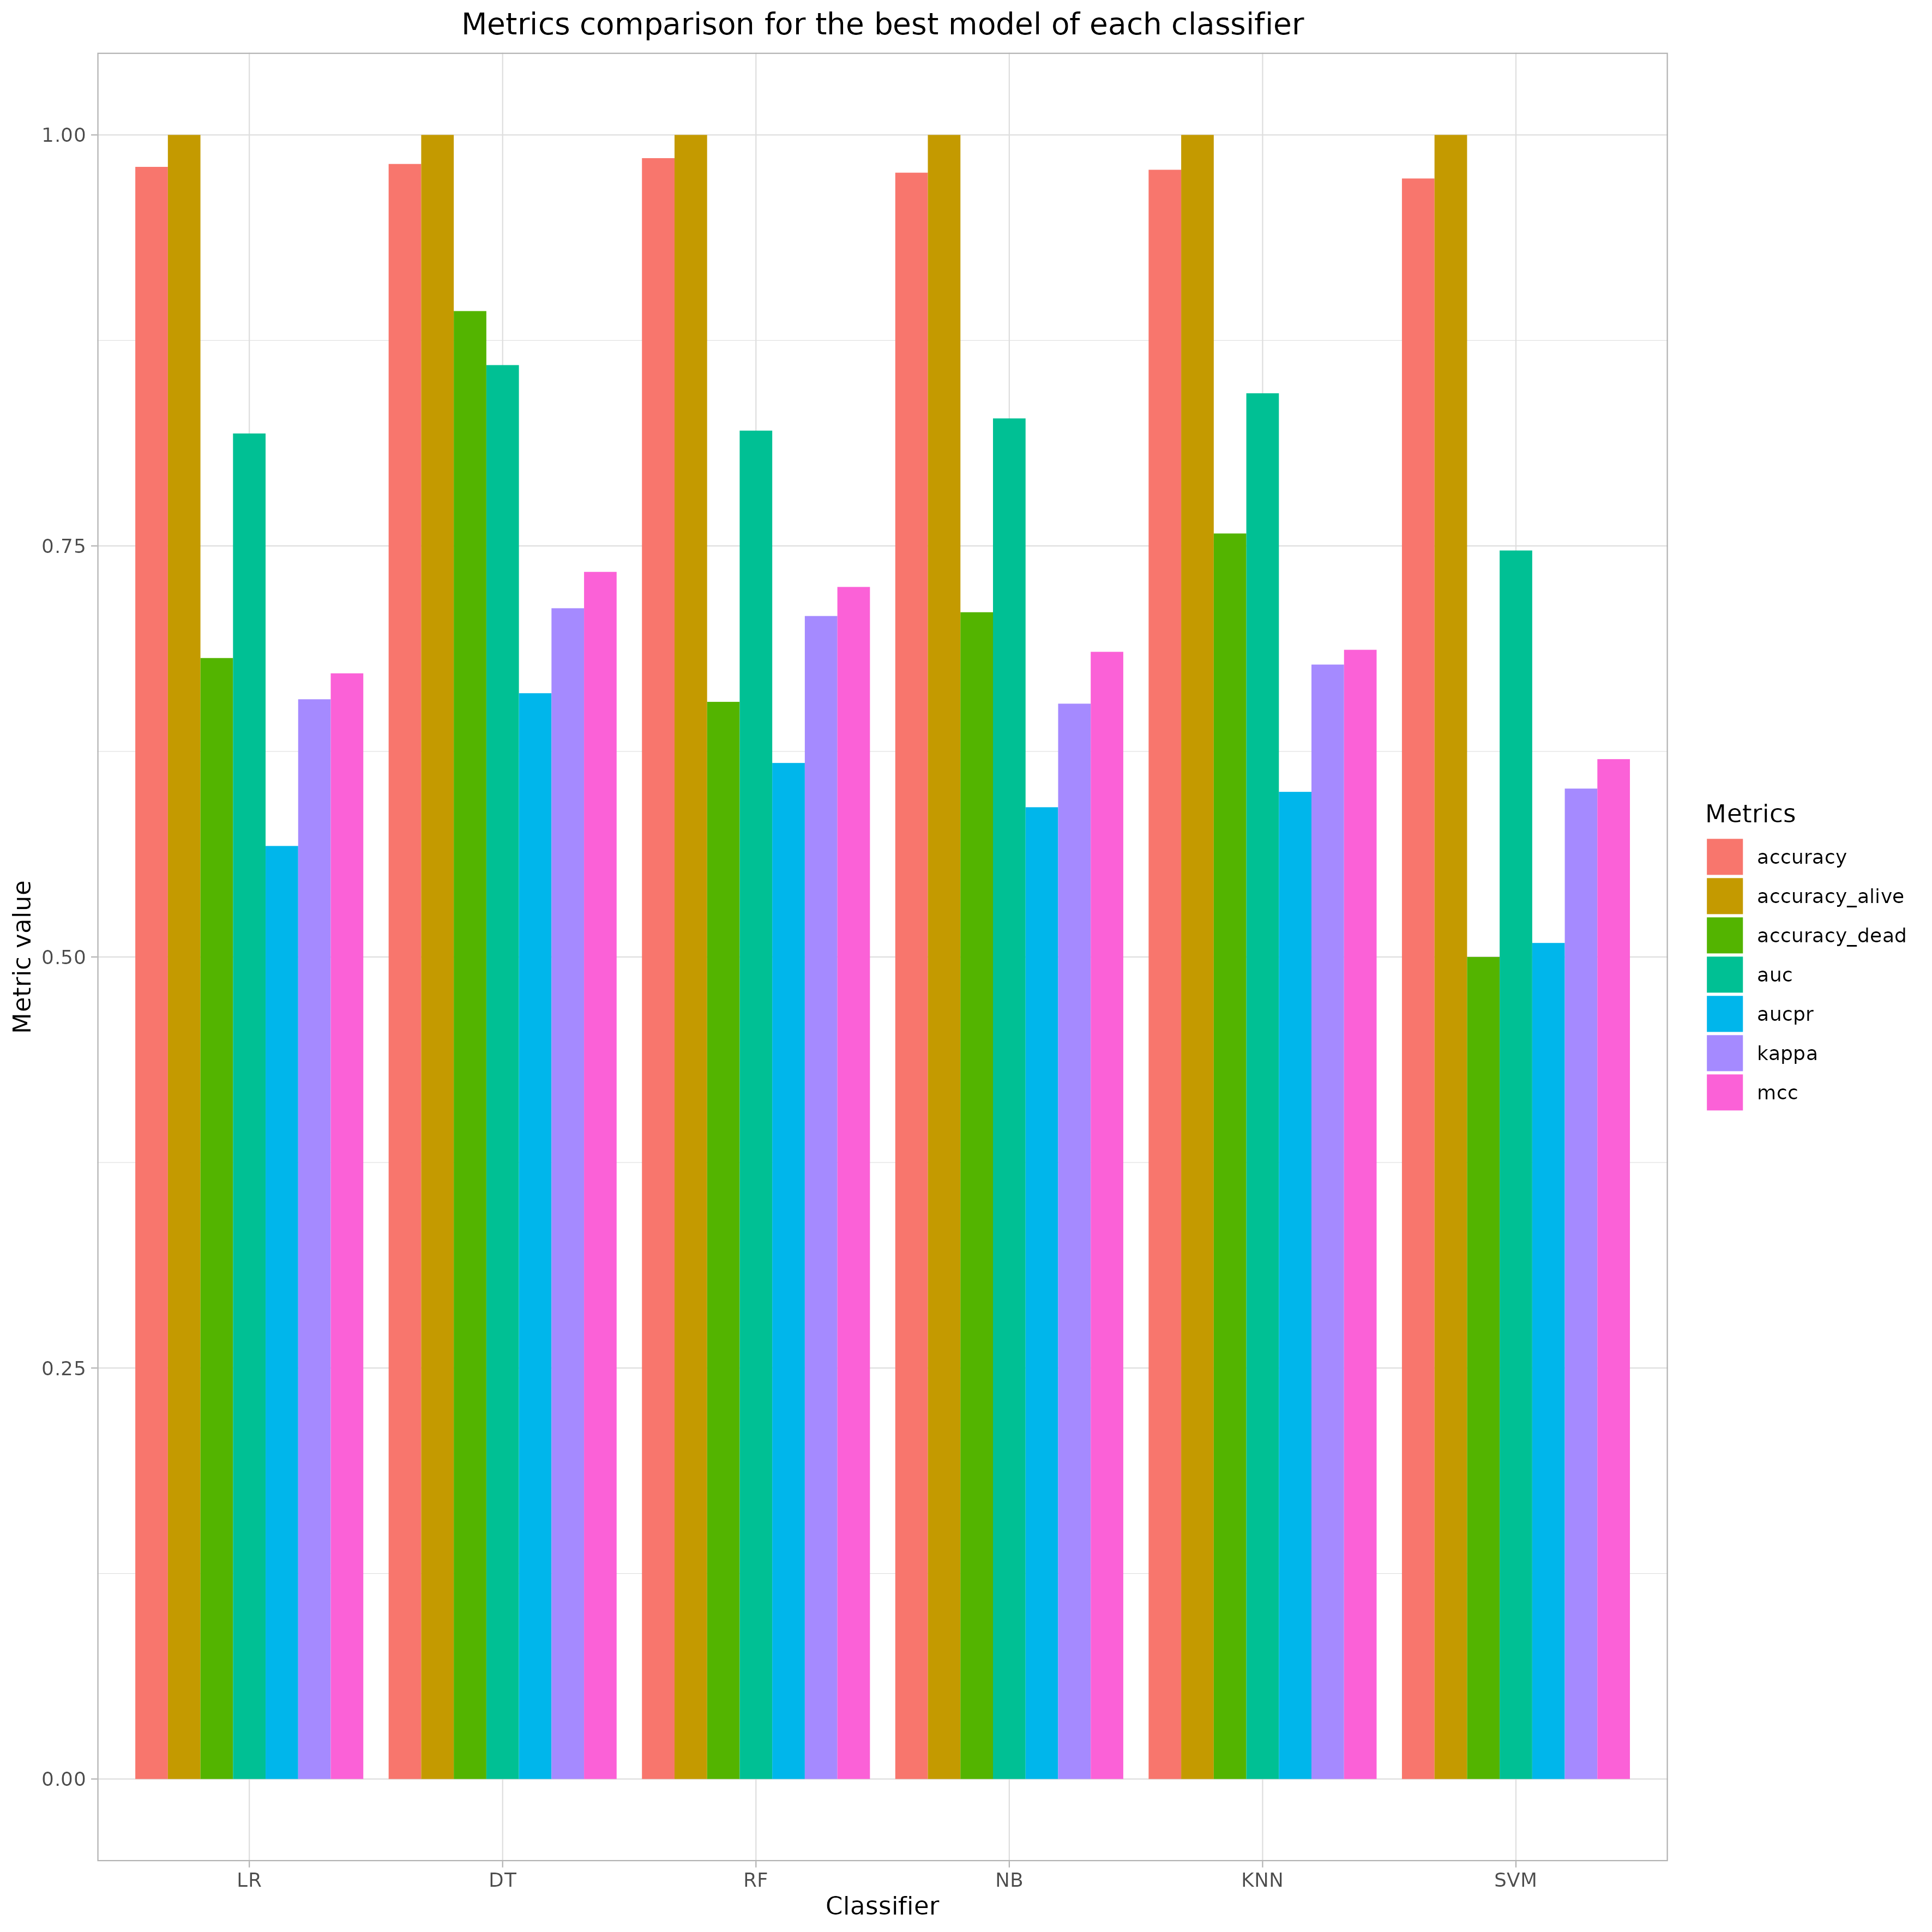 Metrics comparison for the best model of each classifier
1.00
0.75
0.50
0.25
0.00
Metric value
LR DT RF NB KNN SVM
Classifier
Metrics
accuracy
accuracy_alive
accuracy_dead
auc
aucpr
kappa
mcc